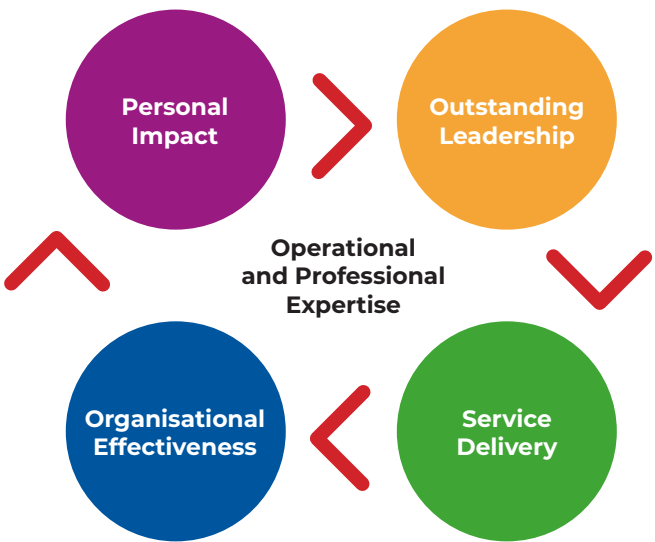 Personal
Impact
Outstanding
Leadership
Operational
and Professional
Expertise
Organisational
Effectiveness
Service
Delivery